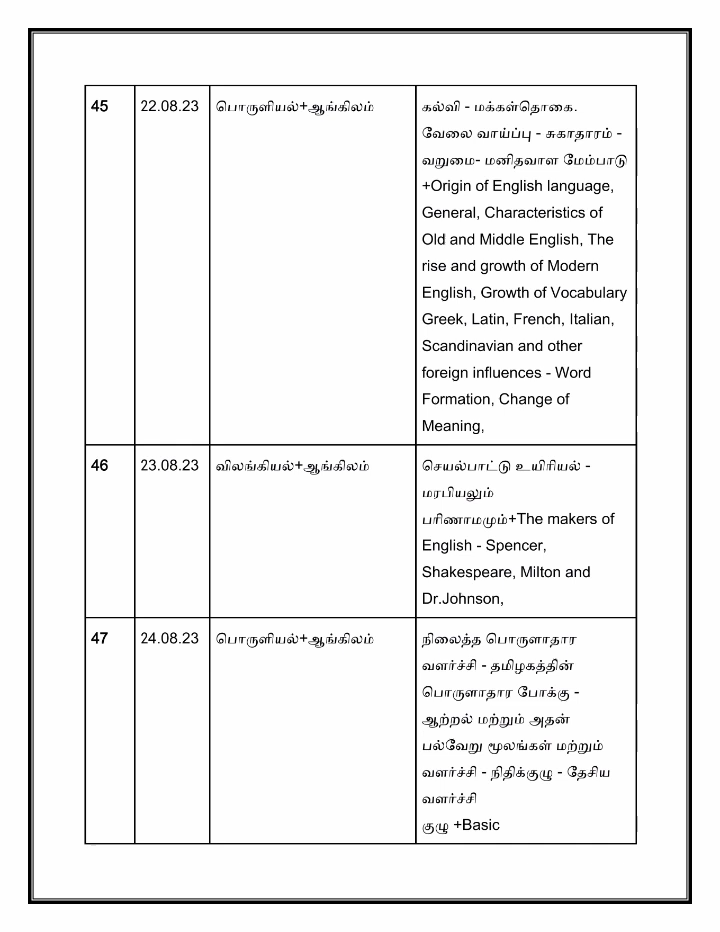 45 22.08.23 பொருளியல்+ஆங்கிலம் கல்வி - மக்கள்தொகை.
வேலை வாய்ப்பு - சுகாதாரம் -
வறுமை- மனிதவாள மேம்பாடு
+Origin of English language,
General, Characteristics of
Old and Middle English, The
rise and growth of Modern
English, Growth of Vocabulary
Greek, Latin, French, Italian,
Scandinavian and other
foreign influences - Word
Formation, Change of
Meaning,
46 23.08.23 விலங்கியல்+ஆங்கிலம் செயல்பாட்டு உயிரியல் -
மரபியலும்
பரிணாமமும்+The makers of
English - Spencer,
Shakespeare, Milton and
Dr.Johnson,
47 24.08.23 பொருளியல்+ஆங்கிலம் நிலைத்த பொருளாதார
வளர்ச்சி - தமிழகத்தின்
பொருளாதார போக்கு -
ஆற்றல் மற்றும் அதன்
பல்வேறு மூலங்கள் மற்றும்
வளர்ச்சி - நிதிக்குழு - தேசிய
வளர்ச்சி
குழு +Basic